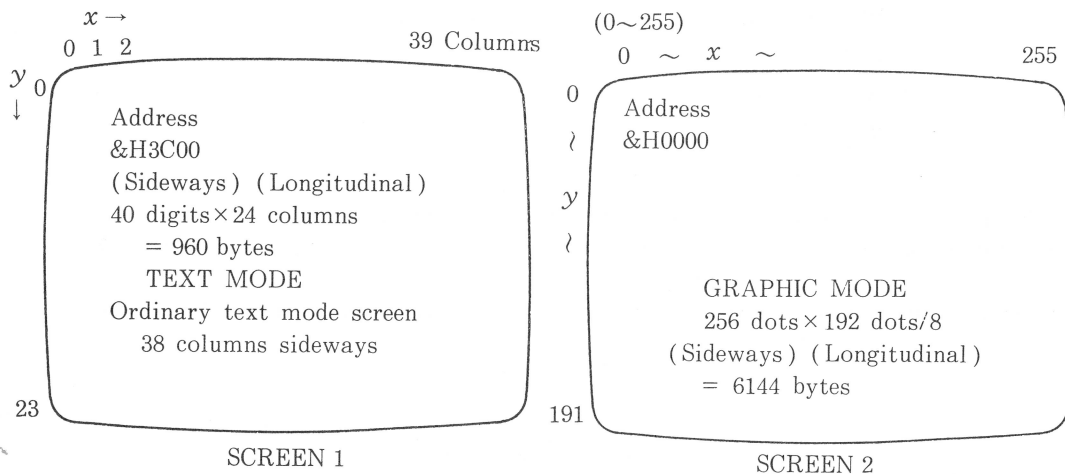 x →
0 1 2
39 Columns
y 0
↓
Address
&H3C00
(Sideways) (Longitudinal)
40 digits×24 columns
= 960 bytes
TEXT MODE
Ordinary text mode screen
38 columns sideways
23
SCREEN 1
(0~255)
0 ~ x ~ 255
0
~
y
~
Address
&H0000
GRAPHIC MODE
256 dots×192 dots/8
(Sideways) (Longitudinal)
= 6144 bytes
191
SCREEN 2